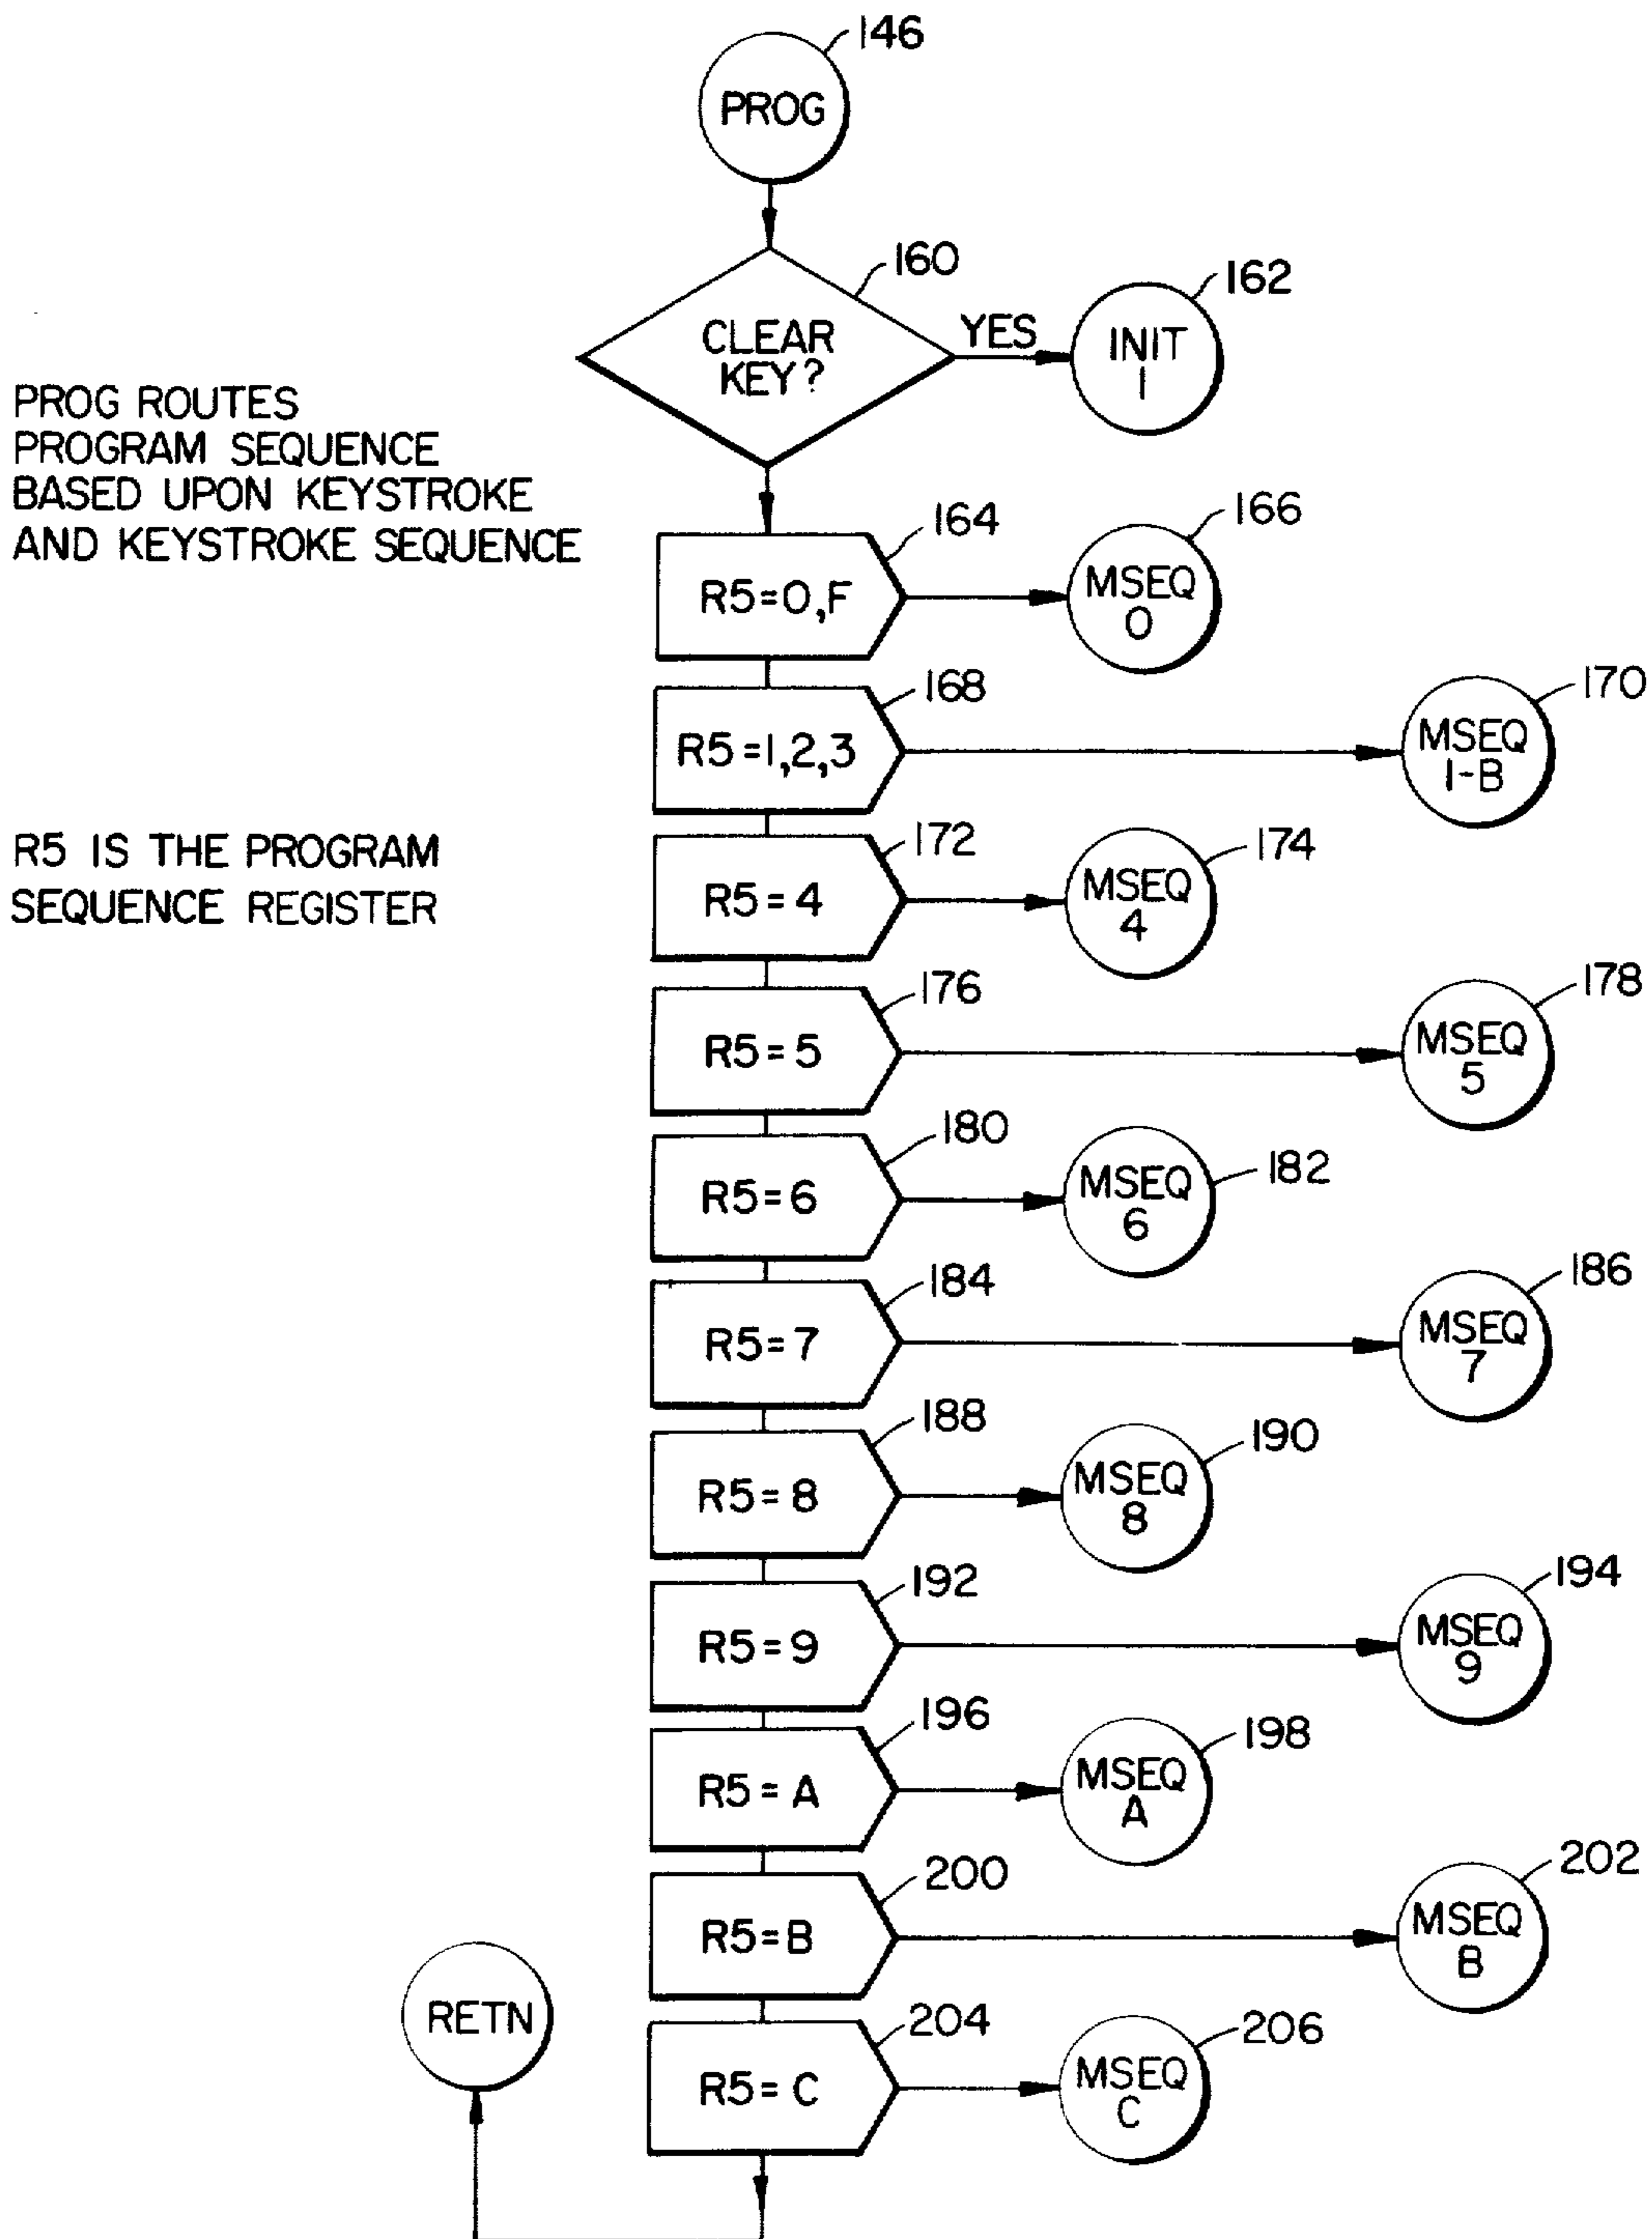 146
PROG
160
CLEAR
KEY?
YES
162
INIT
1
PROG ROUTES
PROGRAM SEQUENCE
BASED UPON KEYSTROKE
AND KEYSTROKE SEQUENCE
164
R5=0,F
166
MSEQ
0
168
R5=1,2,3
170
MSEQ
1-B
R5 IS THE PROGRAM
SEQUENCE REGISTER
172
R5=4
174
MSEQ
4
176
R5=5
178
MSEQ
5
180
R5=6
182
MSEQ
6
184
R5=7
186
MSEQ
7
188
R5=8
190
MSEQ
8
192
R5=9
194
MSEQ
9
196
R5=A
198
MSEQ
A
200
R5=B
202
MSEQ
B
RETN
204
R5=C
206
MSEQ
C